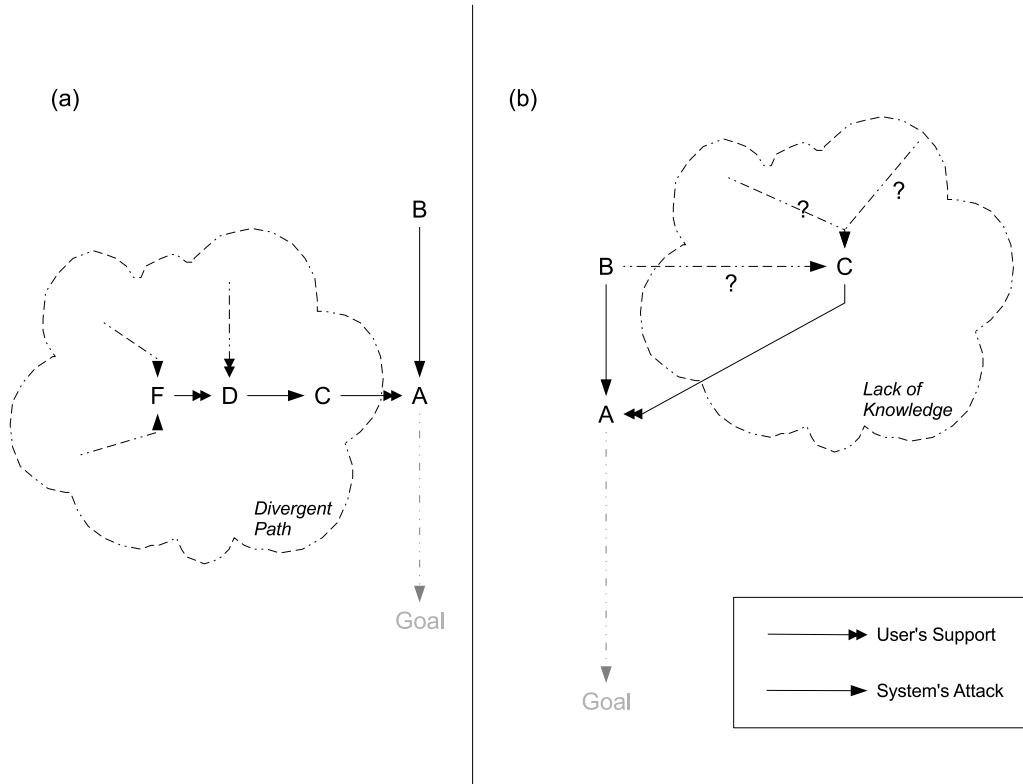 (a)
B
F
D
C
A
Divergent
Path
Goal
(b)
?
?
B
C
?
A
Lack of
Knowledge
Goal
User's Support
System's Attack